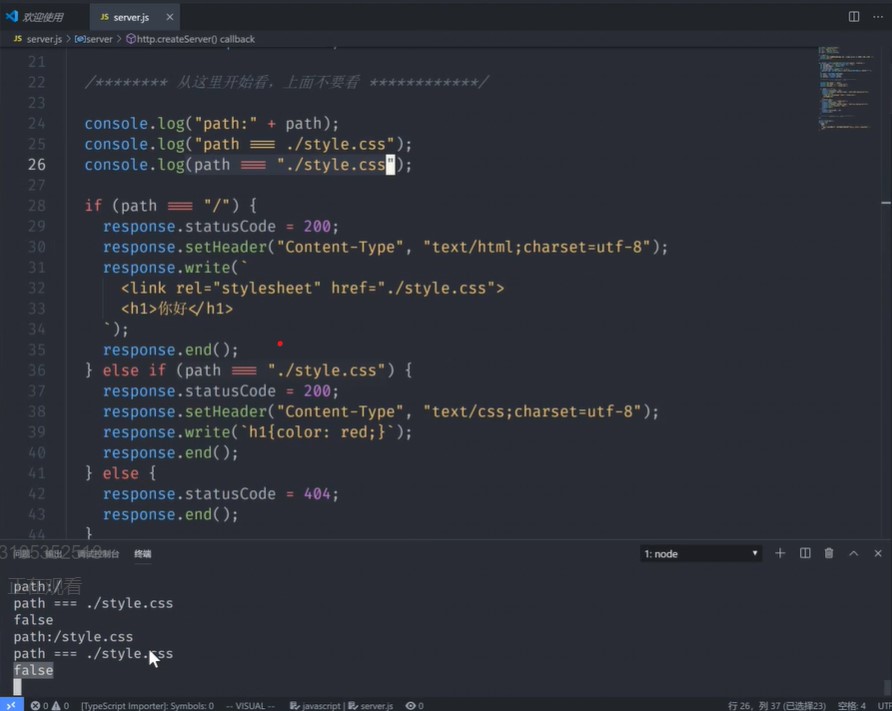 欢迎使用 JS server.js ×
JS server.js > server > http.createServer() callback
21
22 /******** 从这里开始看，上面不要看 ************/
23
24 console.log("path:" + path);
25 console.log("path === ./style.css");
26 console.log(path === "./style.css");
27
28 if (path === "/") {
29 response.statusCode = 200;
30 response.setHeader("Content-Type", "text/html;charset=utf-8");
31 response.write(`
32 <link rel="stylesheet" href="./style.css">
33 <h1>你好</h1>
34 `);
35 response.end();
36 } else if (path === "./style.css") {
37 response.statusCode = 200;
38 response.setHeader("Content-Type", "text/css;charset=utf-8");
39 response.write(`h1{color: red;}`);
40 response.end();
41 } else {
42 response.statusCode = 404;
43 response.end();
44 }
问题 输出 调试控制台 终端 1: node
正在观看
path:/
path === ./style.css
false
path:/style.css
path === ./style.css
false
0 0 [TypeScript Importer]: Symbols: 0 -- VISUAL -- javascript | server.js 0 行 26，列 37 (已选择23) 空格: 4 UTF